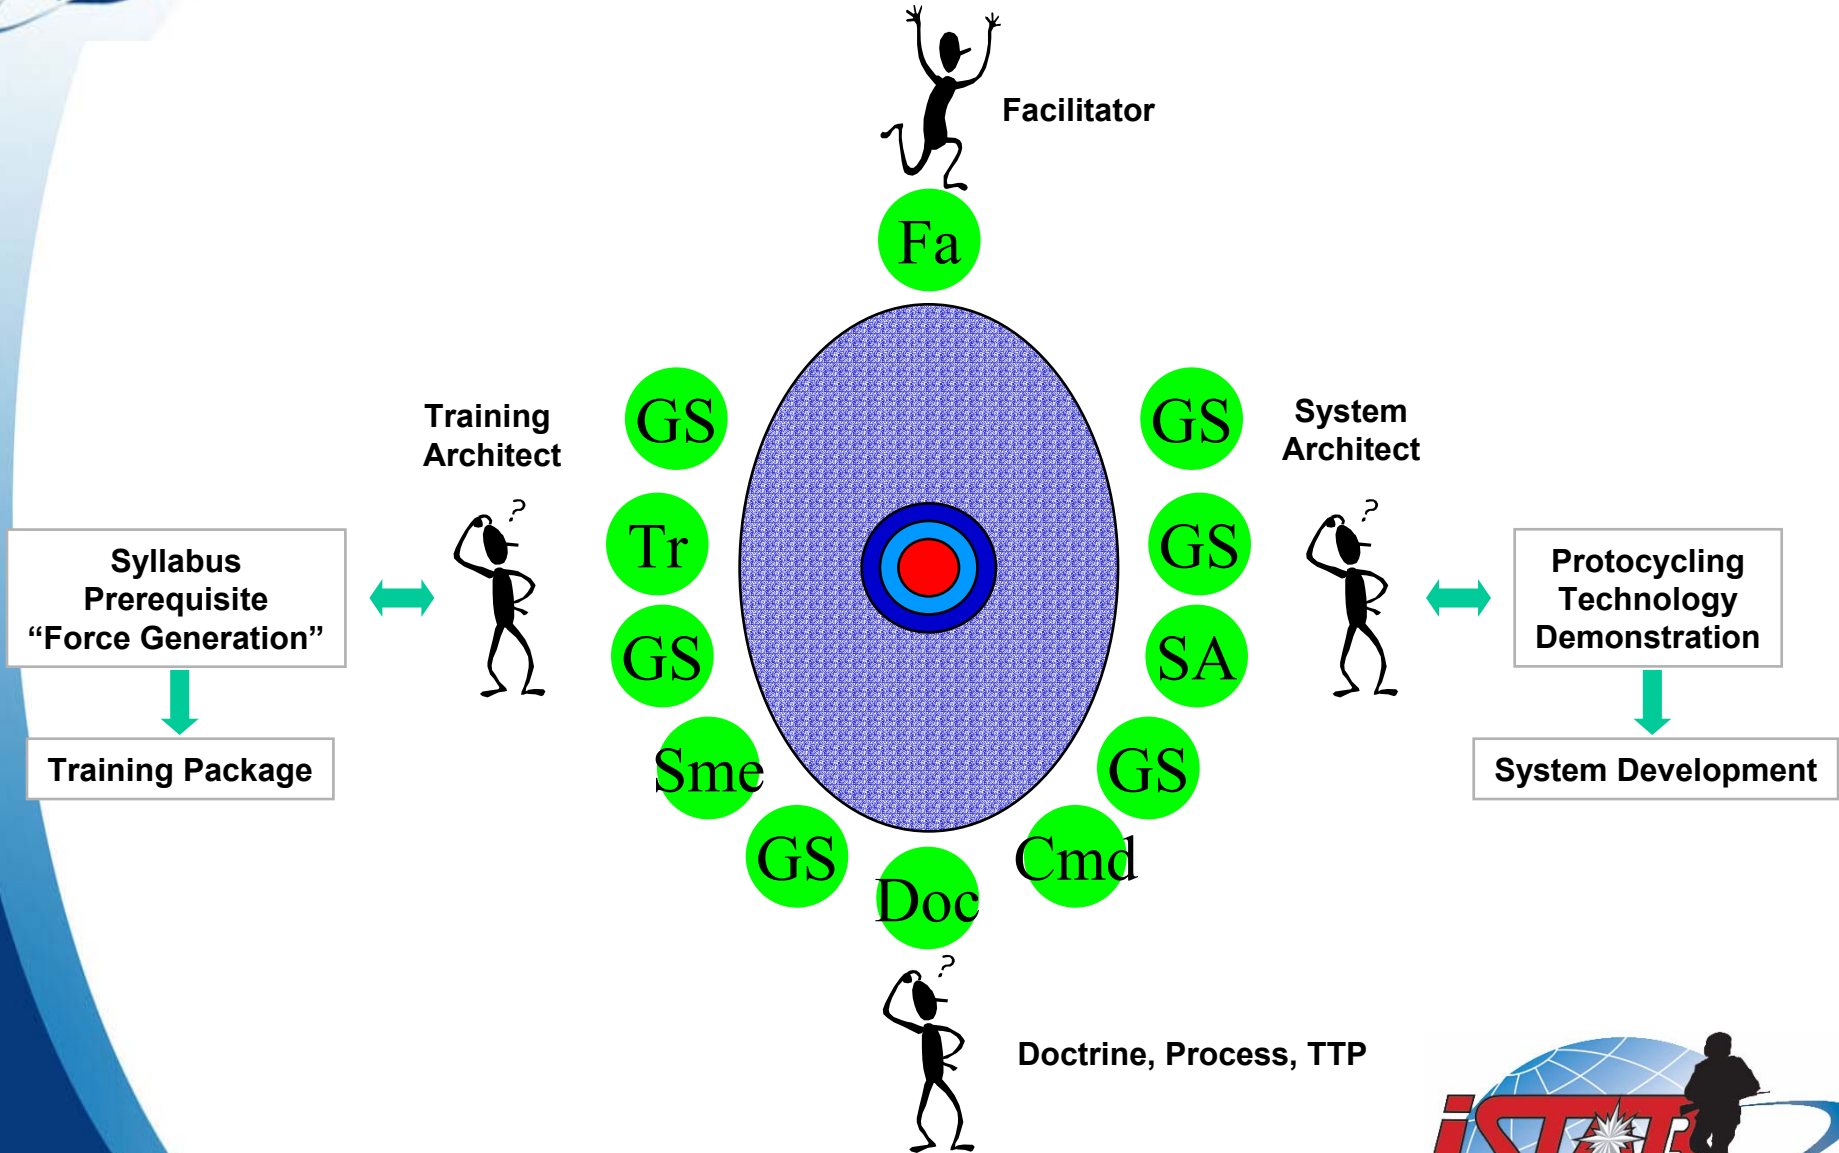 Facilitator
Fa
GS
GS
Training
Architect
System
Architect
?
?
Tr
GS
Syllabus
Prerequisite
“Force Generation”
Protocycling
Technology
Demonstration
GS
SA
Training Package
Sme
GS
System Development
GS
Cmd
Doc
?
Doctrine, Process, TTP
iSTAR